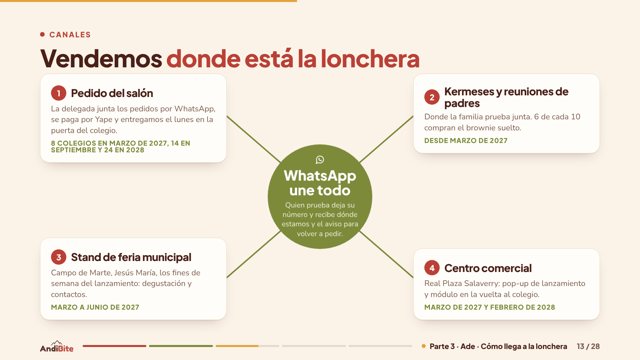 CANALES
Vendemos donde está la lonchera
1 Pedido del salón
La delegada junta los pedidos por WhatsApp,
se paga por Yape y entregamos el lunes en la
puerta del colegio.
8 COLEGIOS EN MARZO DE 2027, 14 EN
SEPTIEMBRE Y 24 EN 2028
2 Kermeses y reuniones de
padres
Donde la familia prueba junta. 6 de cada 10
compran el brownie suelto.
DESDE MARZO DE 2027
WhatsApp
une todo
Quien prueba deja su
número y recibe dónde
estamos y el aviso para
volver a pedir.
3 Stand de feria municipal
Campo de Marte, Jesús María, los fines de
semana del lanzamiento: degustación y
contactos.
MARZO A JUNIO DE 2027
4 Centro comercial
Real Plaza Salaverry: pop-up de lanzamiento
y módulo en la vuelta al colegio.
MARZO DE 2027 Y FEBRERO DE 2028
AndiBite
Parte 3 · Ade · Cómo llega a la lonchera
13 / 28